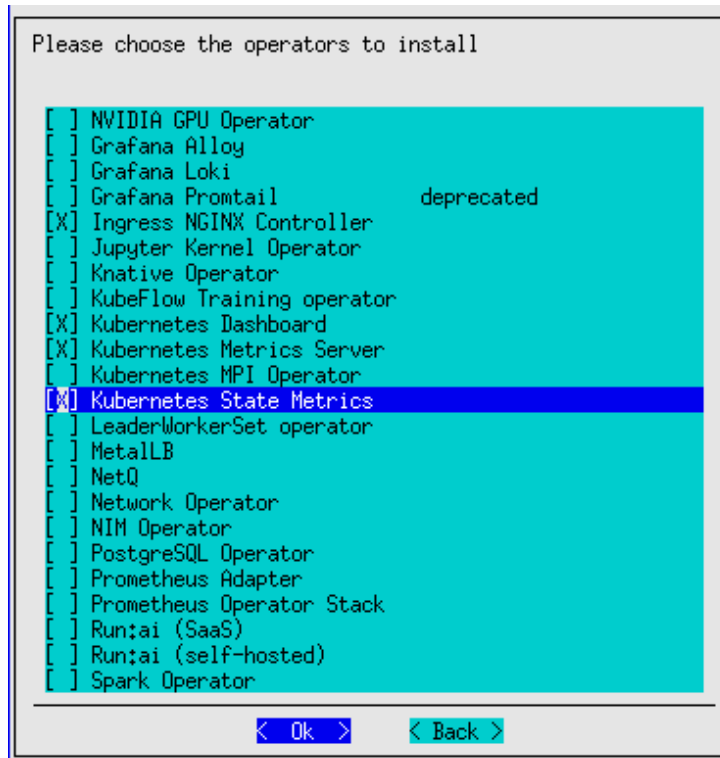 Please choose the operators to install
[ ] NVIDIA GPU Operator
[ ] Grafana Alloy
[ ] Grafana Loki
[ ] Grafana Promtail deprecated
[X] Ingress NGINX Controller
[ ] Jupyter Kernel Operator
[ ] Knative Operator
[ ] KubeFlow Training operator
[X] Kubernetes Dashboard
[X] Kubernetes Metrics Server
[ ] Kubernetes MPI Operator
[X] Kubernetes State Metrics
[ ] LeaderWorkerSet operator
[ ] MetalLB
[ ] NetQ
[ ] Network Operator
[ ] NIM Operator
[ ] PostgreSQL Operator
[ ] Prometheus Adapter
[ ] Prometheus Operator Stack
[ ] Run:ai (SaaS)
[ ] Run:ai (self-hosted)
[ ] Spark Operator
< Ok > < Back >